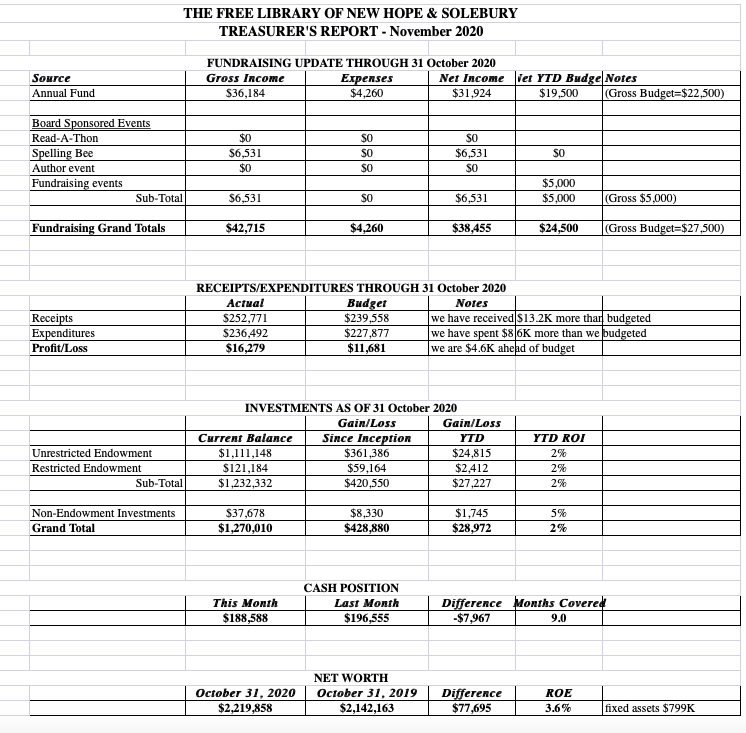 THE FREE LIBRARY OF NEW HOPE & SOLEBURY
TREASURER'S REPORT - November 2020
FUNDRAISING UPDATE THROUGH 31 October 2020
Source Gross Income Expenses Net Income Net YTD Budge Notes
Annual Fund $36,184 $4,260 $31,924 $19,500 (Gross Budget=$22,500)
Board Sponsored Events
Read-A-Thon $0 $0 $0
Spelling Bee $6,531 $0 $6,531 $0
Author event $0 $0 $0
Fundraising events $5,000
Sub-Total $6,531 $0 $6,531 $5,000 (Gross $5,000)
Fundraising Grand Totals $42,715 $4,260 $38,455 $24,500 (Gross Budget=$27,500)
RECEIPTS/EXPENDITURES THROUGH 31 October 2020
Actual Budget Notes
Receipts $252,771 $239,558 we have received $13.2K more than budgeted
Expenditures $236,492 $227,877 we have spent $8.6K more than we budgeted
Profit/Loss $16,279 $11,681 we are $4.6K ahead of budget
INVESTMENTS AS OF 31 October 2020
Gain/Loss Gain/Loss
Current Balance Since Inception YTD YTD ROI
Unrestricted Endowment $1,111,148 $361,386 $24,815 2%
Restricted Endowment $121,184 $59,164 $2,412 2%
Sub-Total $1,232,332 $420,550 $27,227 2%
Non-Endowment Investments $37,678 $8,330 $1,745 5%
Grand Total $1,270,010 $428,880 $28,972 2%
CASH POSITION
This Month Last Month Difference Months Covered
$188,588 $196,555 -$7,967 9.0
NET WORTH
October 31, 2020 October 31, 2019 Difference ROE
$2,219,858 $2,142,163 $77,695 3.6% fixed assets $799K